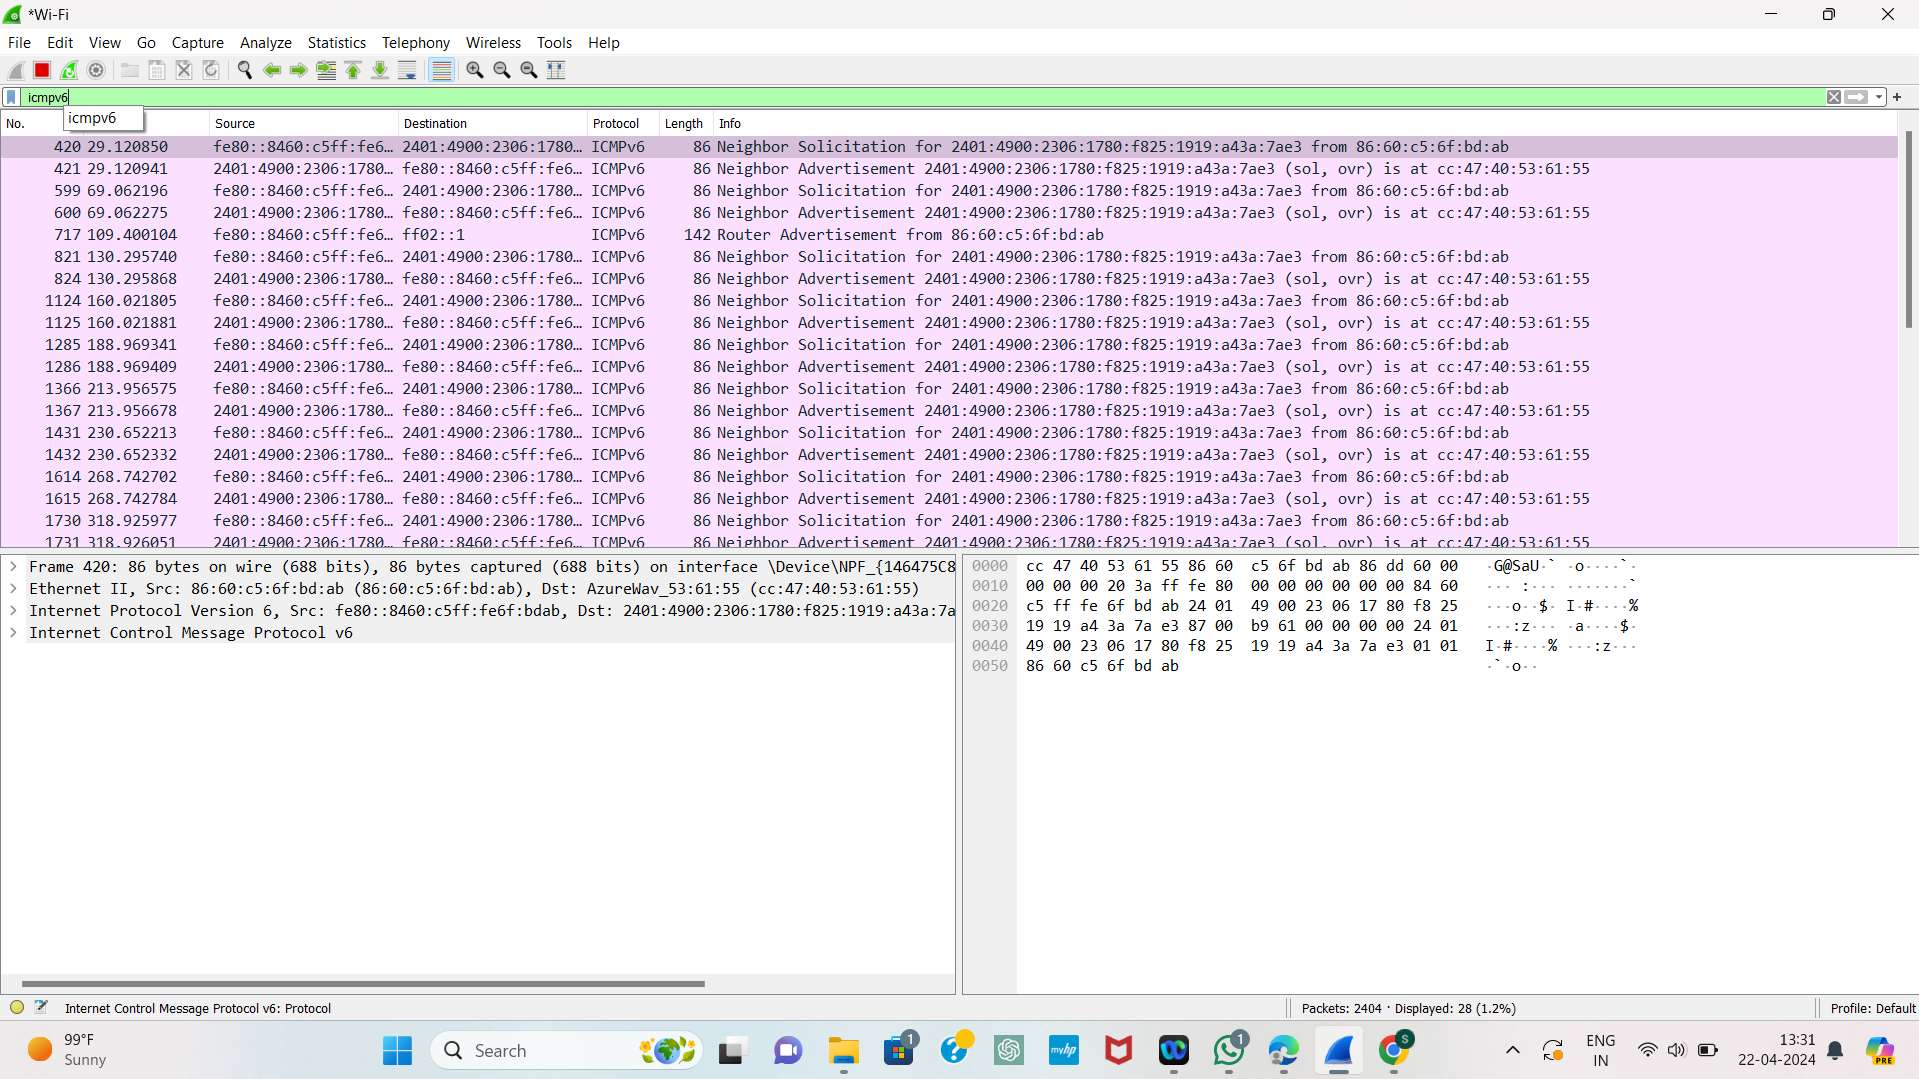 *Wi-Fi
File Edit View Go Capture Analyze Statistics Telephony Wireless Tools Help
icmpv6
icmpv6
No. Source Destination Protocol Length Info
420 29.120850 fe80::8460:c5ff:fe6… 2401:4900:2306:1780… ICMPv6 86 Neighbor Solicitation for 2401:4900:2306:1780:f825:1919:a43a:7ae3 from 86:60:c5:6f:bd:ab
421 29.120941 2401:4900:2306:1780… fe80::8460:c5ff:fe6… ICMPv6 86 Neighbor Advertisement 2401:4900:2306:1780:f825:1919:a43a:7ae3 (sol, ovr) is at cc:47:40:53:61:55
599 69.062196 fe80::8460:c5ff:fe6… 2401:4900:2306:1780… ICMPv6 86 Neighbor Solicitation for 2401:4900:2306:1780:f825:1919:a43a:7ae3 from 86:60:c5:6f:bd:ab
600 69.062275 2401:4900:2306:1780… fe80::8460:c5ff:fe6… ICMPv6 86 Neighbor Advertisement 2401:4900:2306:1780:f825:1919:a43a:7ae3 (sol, ovr) is at cc:47:40:53:61:55
717 109.400104 fe80::8460:c5ff:fe6… ff02::1 ICMPv6 142 Router Advertisement from 86:60:c5:6f:bd:ab
821 130.295740 fe80::8460:c5ff:fe6… 2401:4900:2306:1780… ICMPv6 86 Neighbor Solicitation for 2401:4900:2306:1780:f825:1919:a43a:7ae3 from 86:60:c5:6f:bd:ab
824 130.295868 2401:4900:2306:1780… fe80::8460:c5ff:fe6… ICMPv6 86 Neighbor Advertisement 2401:4900:2306:1780:f825:1919:a43a:7ae3 (sol, ovr) is at cc:47:40:53:61:55
1124 160.021805 fe80::8460:c5ff:fe6… 2401:4900:2306:1780… ICMPv6 86 Neighbor Solicitation for 2401:4900:2306:1780:f825:1919:a43a:7ae3 from 86:60:c5:6f:bd:ab
1125 160.021881 2401:4900:2306:1780… fe80::8460:c5ff:fe6… ICMPv6 86 Neighbor Advertisement 2401:4900:2306:1780:f825:1919:a43a:7ae3 (sol, ovr) is at cc:47:40:53:61:55
1285 188.969341 fe80::8460:c5ff:fe6… 2401:4900:2306:1780… ICMPv6 86 Neighbor Solicitation for 2401:4900:2306:1780:f825:1919:a43a:7ae3 from 86:60:c5:6f:bd:ab
1286 188.969409 2401:4900:2306:1780… fe80::8460:c5ff:fe6… ICMPv6 86 Neighbor Advertisement 2401:4900:2306:1780:f825:1919:a43a:7ae3 (sol, ovr) is at cc:47:40:53:61:55
1366 213.956575 fe80::8460:c5ff:fe6… 2401:4900:2306:1780… ICMPv6 86 Neighbor Solicitation for 2401:4900:2306:1780:f825:1919:a43a:7ae3 from 86:60:c5:6f:bd:ab
1367 213.956678 2401:4900:2306:1780… fe80::8460:c5ff:fe6… ICMPv6 86 Neighbor Advertisement 2401:4900:2306:1780:f825:1919:a43a:7ae3 (sol, ovr) is at cc:47:40:53:61:55
1431 230.652213 fe80::8460:c5ff:fe6… 2401:4900:2306:1780… ICMPv6 86 Neighbor Solicitation for 2401:4900:2306:1780:f825:1919:a43a:7ae3 from 86:60:c5:6f:bd:ab
1432 230.652332 2401:4900:2306:1780… fe80::8460:c5ff:fe6… ICMPv6 86 Neighbor Advertisement 2401:4900:2306:1780:f825:1919:a43a:7ae3 (sol, ovr) is at cc:47:40:53:61:55
1614 268.742702 fe80::8460:c5ff:fe6… 2401:4900:2306:1780… ICMPv6 86 Neighbor Solicitation for 2401:4900:2306:1780:f825:1919:a43a:7ae3 from 86:60:c5:6f:bd:ab
1615 268.742784 2401:4900:2306:1780… fe80::8460:c5ff:fe6… ICMPv6 86 Neighbor Advertisement 2401:4900:2306:1780:f825:1919:a43a:7ae3 (sol, ovr) is at cc:47:40:53:61:55
1730 318.925977 fe80::8460:c5ff:fe6… 2401:4900:2306:1780… ICMPv6 86 Neighbor Solicitation for 2401:4900:2306:1780:f825:1919:a43a:7ae3 from 86:60:c5:6f:bd:ab
1731 318.926051 2401:4900:2306:1780… fe80::8460:c5ff:fe6… ICMPv6 86 Neighbor Advertisement 2401:4900:2306:1780:f825:1919:a43a:7ae3 (sol, ovr) is at cc:47:40:53:61:55
Frame 420: 86 bytes on wire (688 bits), 86 bytes captured (688 bits) on interface \Device\NPF_{146475C8
Ethernet II, Src: 86:60:c5:6f:bd:ab (86:60:c5:6f:bd:ab), Dst: AzureWav_53:61:55 (cc:47:40:53:61:55)
Internet Protocol Version 6, Src: fe80::8460:c5ff:fe6f:bdab, Dst: 2401:4900:2306:1780:f825:1919:a43a:7a
Internet Control Message Protocol v6
0000 cc 47 40 53 61 55 86 60 c5 6f bd ab 86 dd 60 00 ·G@SaU·` ·o····`·
0010 00 00 00 20 3a ff fe 80 00 00 00 00 00 00 84 60 ··· :··· ·······`
0020 c5 ff fe 6f bd ab 24 01 49 00 23 06 17 80 f8 25 ···o··$· I·#····%
0030 19 19 a4 3a 7a e3 87 00 b9 61 00 00 00 00 24 01 ···:z··· ·a····$·
0040 49 00 23 06 17 80 f8 25 19 19 a4 3a 7a e3 01 01 I·#····% ···:z···
0050 86 60 c5 6f bd ab ·`·o··
Internet Control Message Protocol v6: Protocol
Packets: 2404 · Displayed: 28 (1.2%)
Profile: Default
99°F
Sunny
Search
1
myhp
1
S
ENG
IN
13:31
22-04-2024
PRE